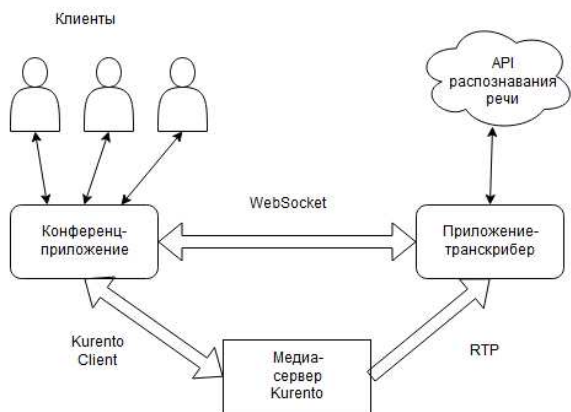 Клиенты
API
распознавания
речи
WebSocket
Конференц-
приложение
Приложение-
транскрибер
Kurento
Client
Медиа-
сервер
Kurento
RTP